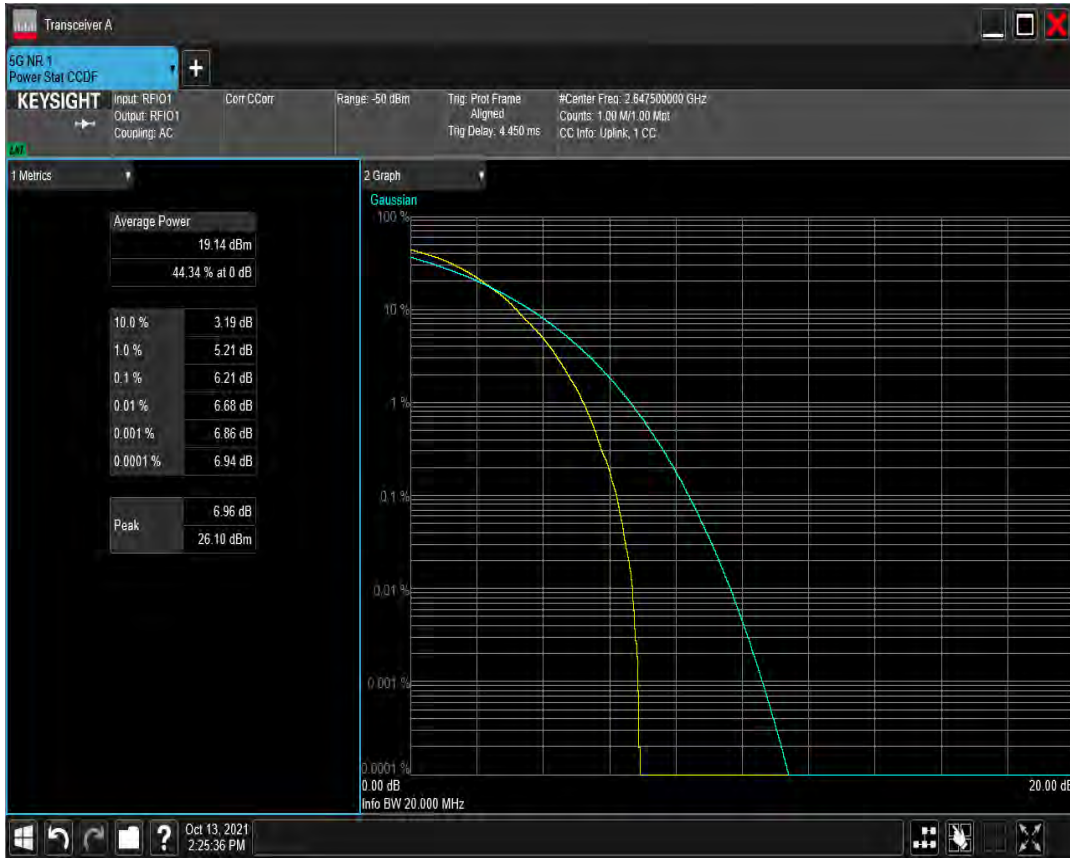 Transceiver A
5G NR 1
Power Stat CCDF
+
KEYSIGHT
Input: RFIO1
Output: RFIO1
Coupling: AC
Corr CCorr
Range: -50 dBm
Trig: Prot Frame
Aligned
Trig Delay: 4.450 ms
#Center Freq: 2.647500000 GHz
Counts: 1.00 M/1.00 Mpt
CC Info: Uplink, 1 CC
1 Metrics
Average Power
19.14 dBm
44.34 % at 0 dB
10.0 % 3.19 dB
1.0 % 5.21 dB
0.1 % 6.21 dB
0.01 % 6.68 dB
0.001 % 6.86 dB
0.0001 % 6.94 dB
Peak 6.96 dB
26.10 dBm
2 Graph
Gaussian
100 %
10 %
1 %
0.1 %
0.01 %
0.001 %
0.0001 %
0.00 dB 20.00 dB
Info BW 20.000 MHz
?
Oct 13, 2021
2:25:36 PM